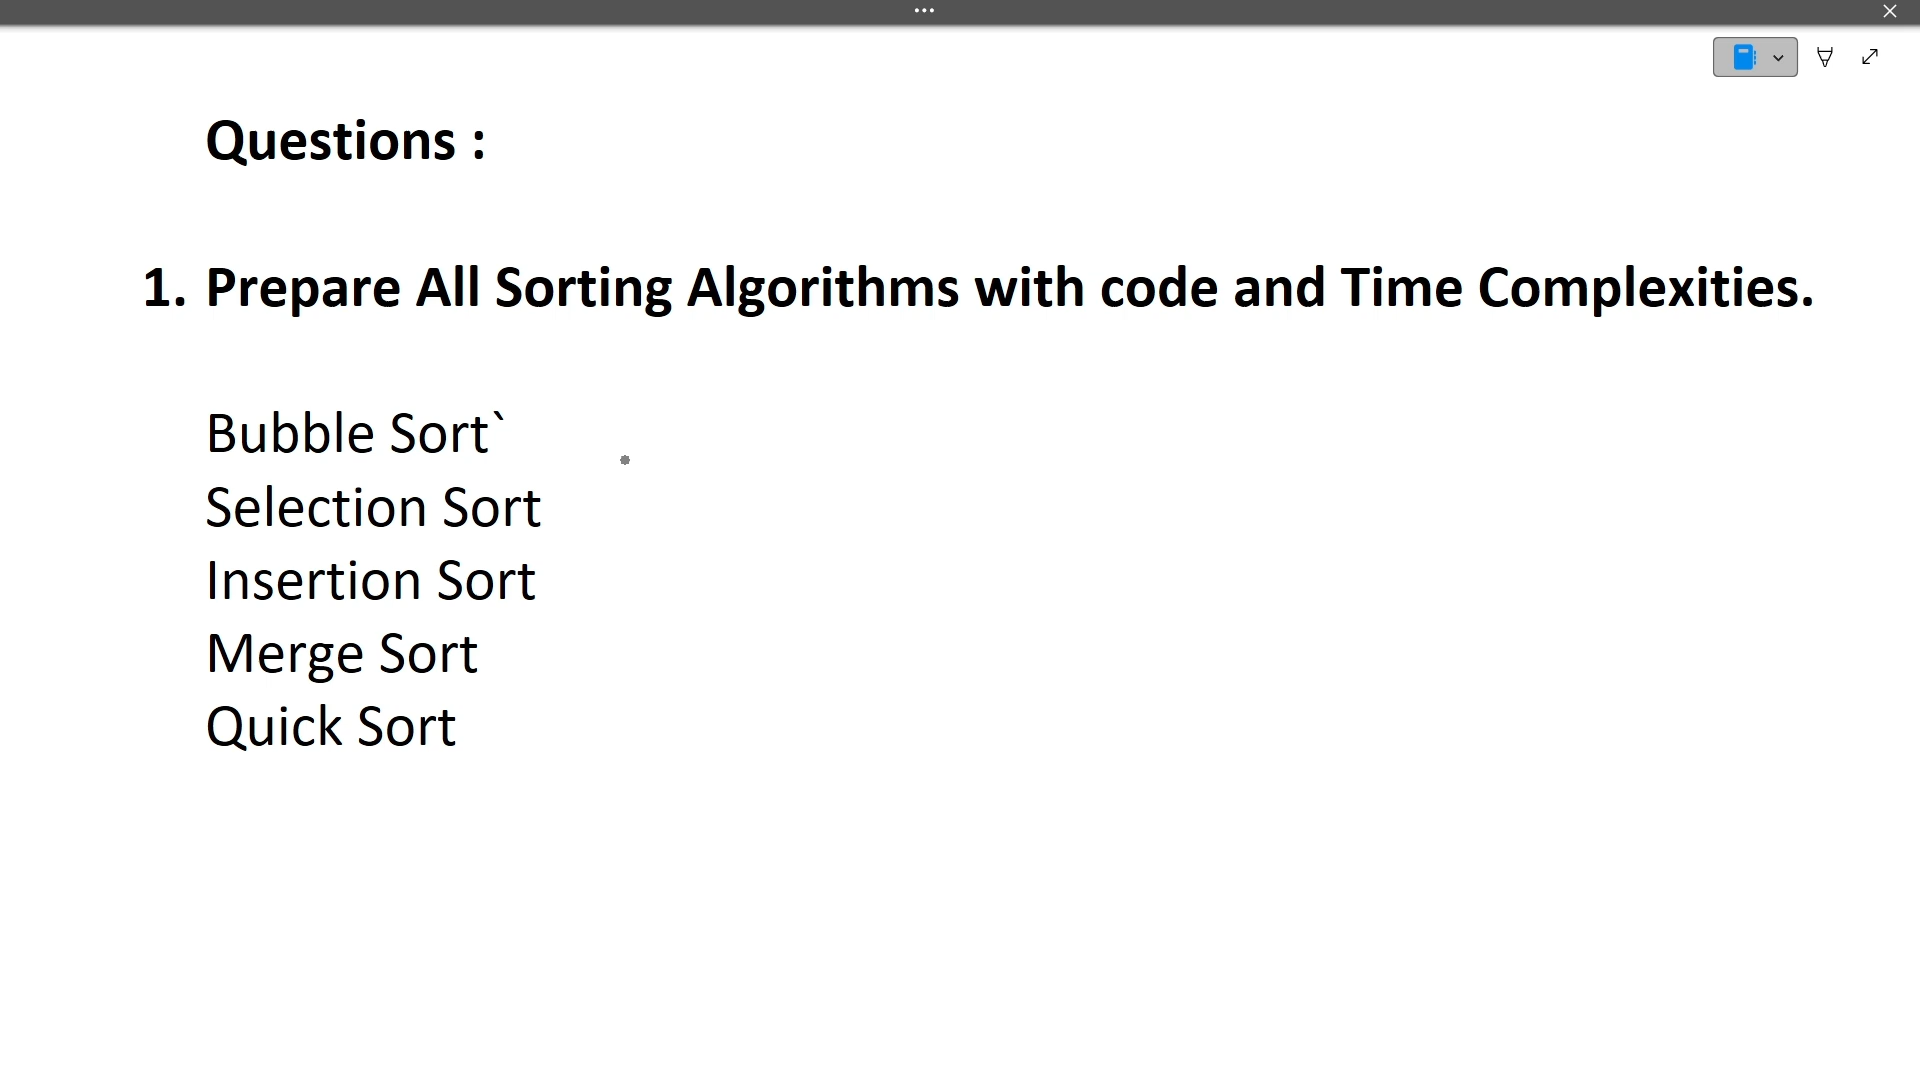 Questions :
1. Prepare All Sorting Algorithms with code and Time Complexities.
Bubble Sort`
Selection Sort
Insertion Sort
Merge Sort
Quick Sort